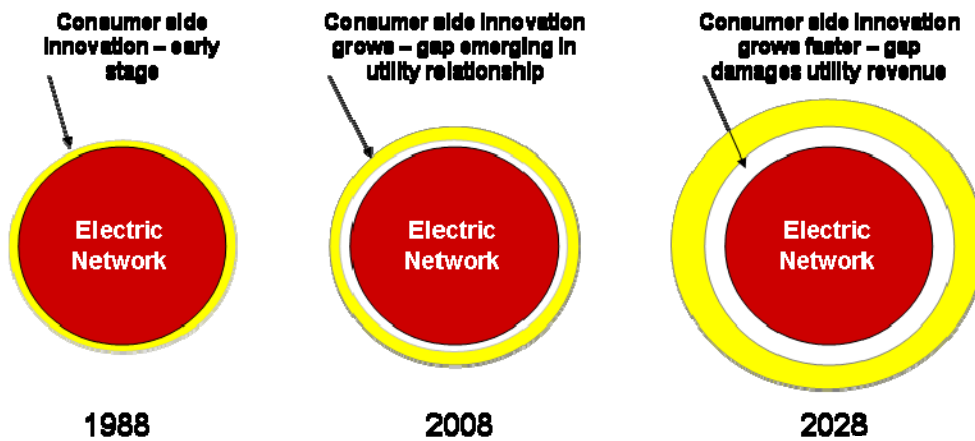 Consumer side
innovation – early
stage
Consumer side innovation
grows – gap emerging in
utility relationship
Consumer side innovation
grows faster – gap
damages utility revenue
Electric
Network
Electric
Network
Electric
Network
1988
2008
2028